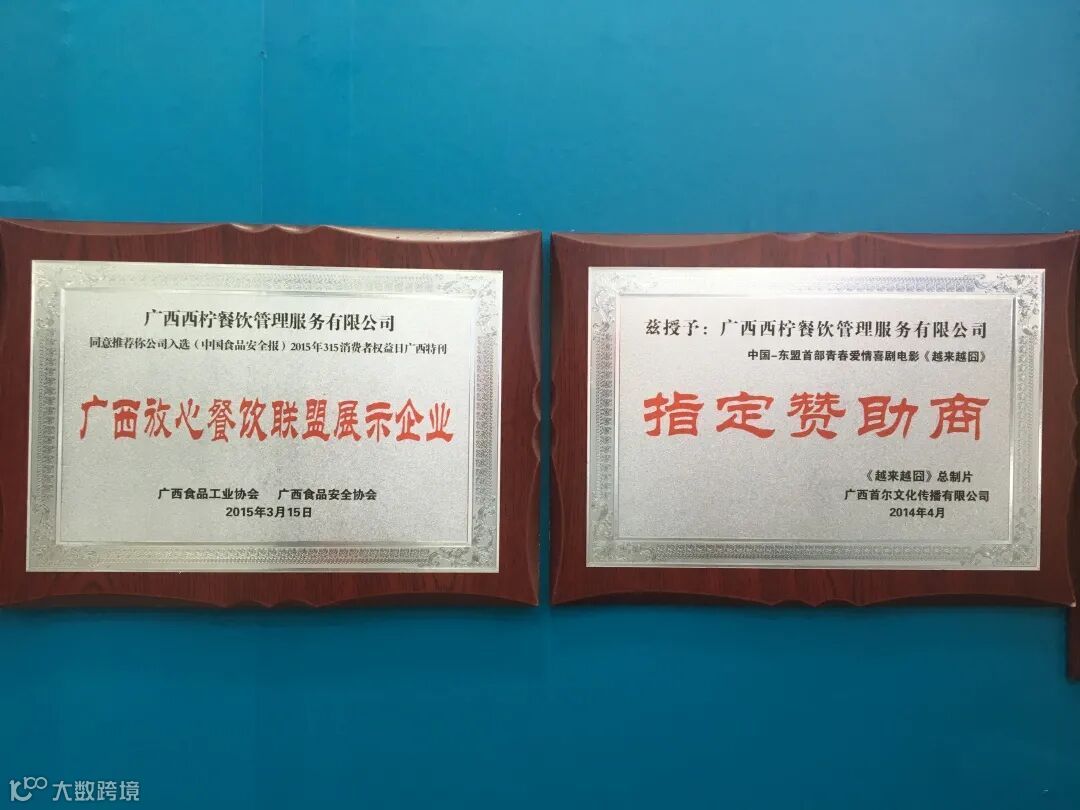 广西西柠餐饮管理服务有限公司
同意推荐你公司入选(中国食品安全报)2015年315消费者权益日广西特刊
广西放心餐饮联盟展示企业
广西食品工业协会 广西食品安全协会
2015年3月15日
兹授予:广西西柠餐饮管理服务有限公司
中国-东盟首部青春爱情喜剧电影《越来越囧》
指定赞助商
《越来越囧》总制片
广西首尔文化传播有限公司
2014年4月
大数跨境